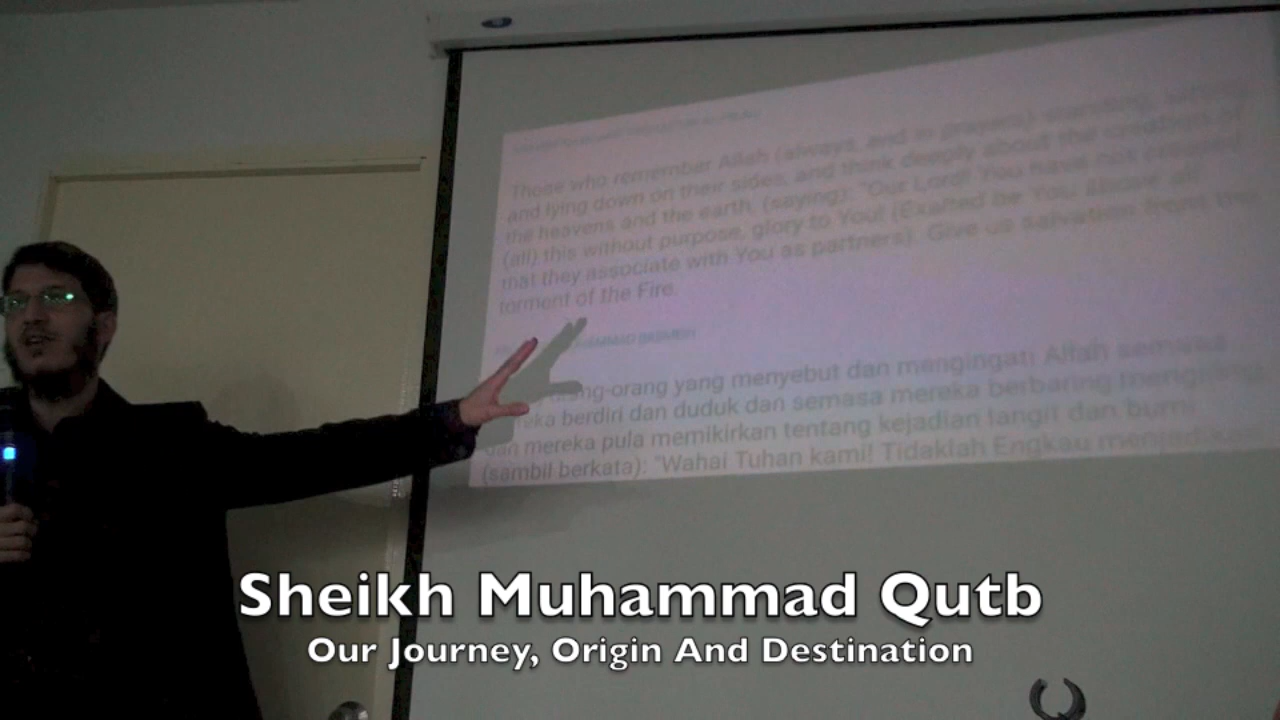 Those who remember Allah (always, and in prayers) standing, sitting,
and lying down on their sides, and think deeply about the creation of
the heavens and the earth, (saying): "Our Lord! You have not created
(all) this without purpose, glory to You! (Exalted be You above all
that they associate with You as partners). Give us salvation from the
torment of the Fire.
MUHAMMAD BASMEIH
orang-orang yang menyebut dan mengingati Allah semasa
mereka berdiri dan duduk dan semasa mereka berbaring mengiring,
dan mereka pula memikirkan tentang kejadian langit dan bumi
(sambil berkata): "Wahai Tuhan kami! Tidaklah Engkau menjadikan
Sheikh Muhammad Qutb
Our Journey, Origin And Destination